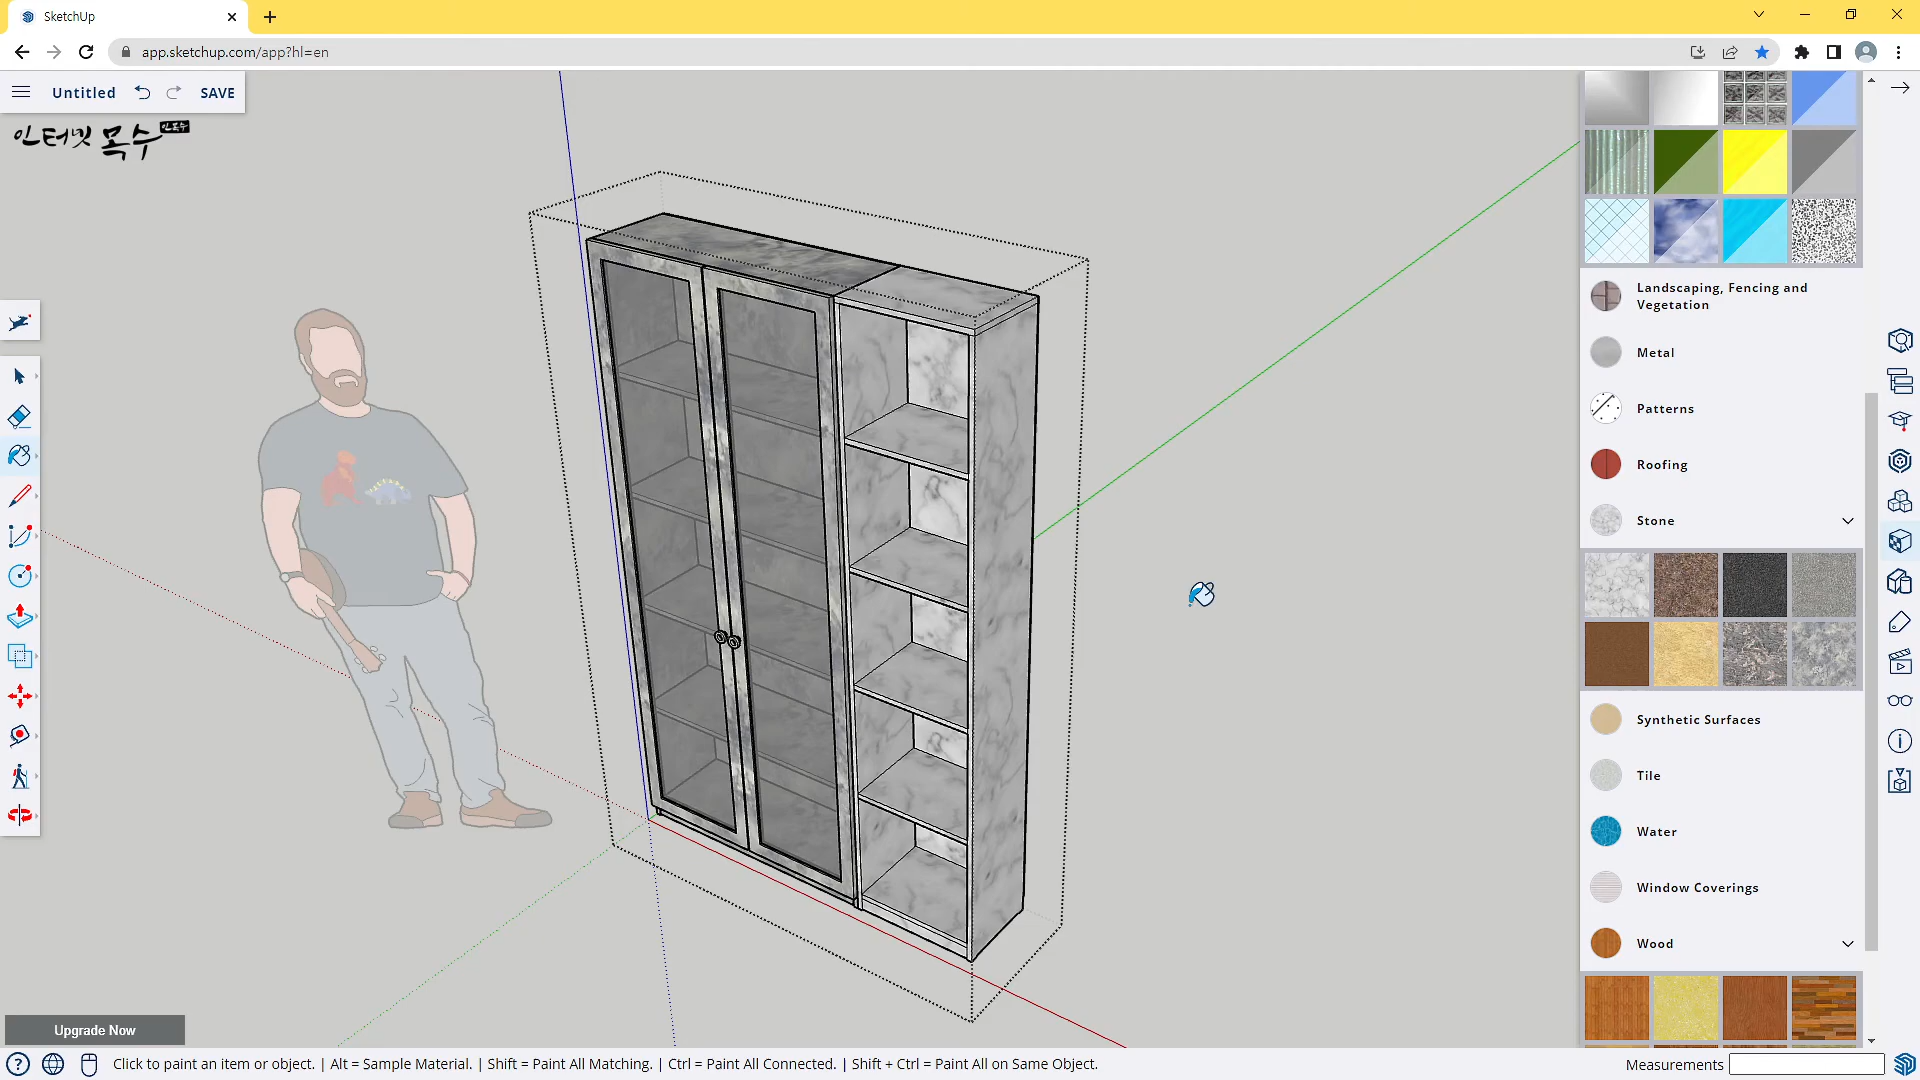 SketchUp
app.sketchup.com/app?hl=en
Untitled
SAVE
인터넷 목수
Landscaping, Fencing and
Vegetation
Metal
Patterns
Roofing
Stone
Synthetic Surfaces
Tile
Water
Window Coverings
Wood
Upgrade Now
Click to paint an item or object. | Alt = Sample Material. | Shift = Paint All Matching. | Ctrl = Paint All Connected. | Shift + Ctrl = Paint All on Same Object.
Measurements